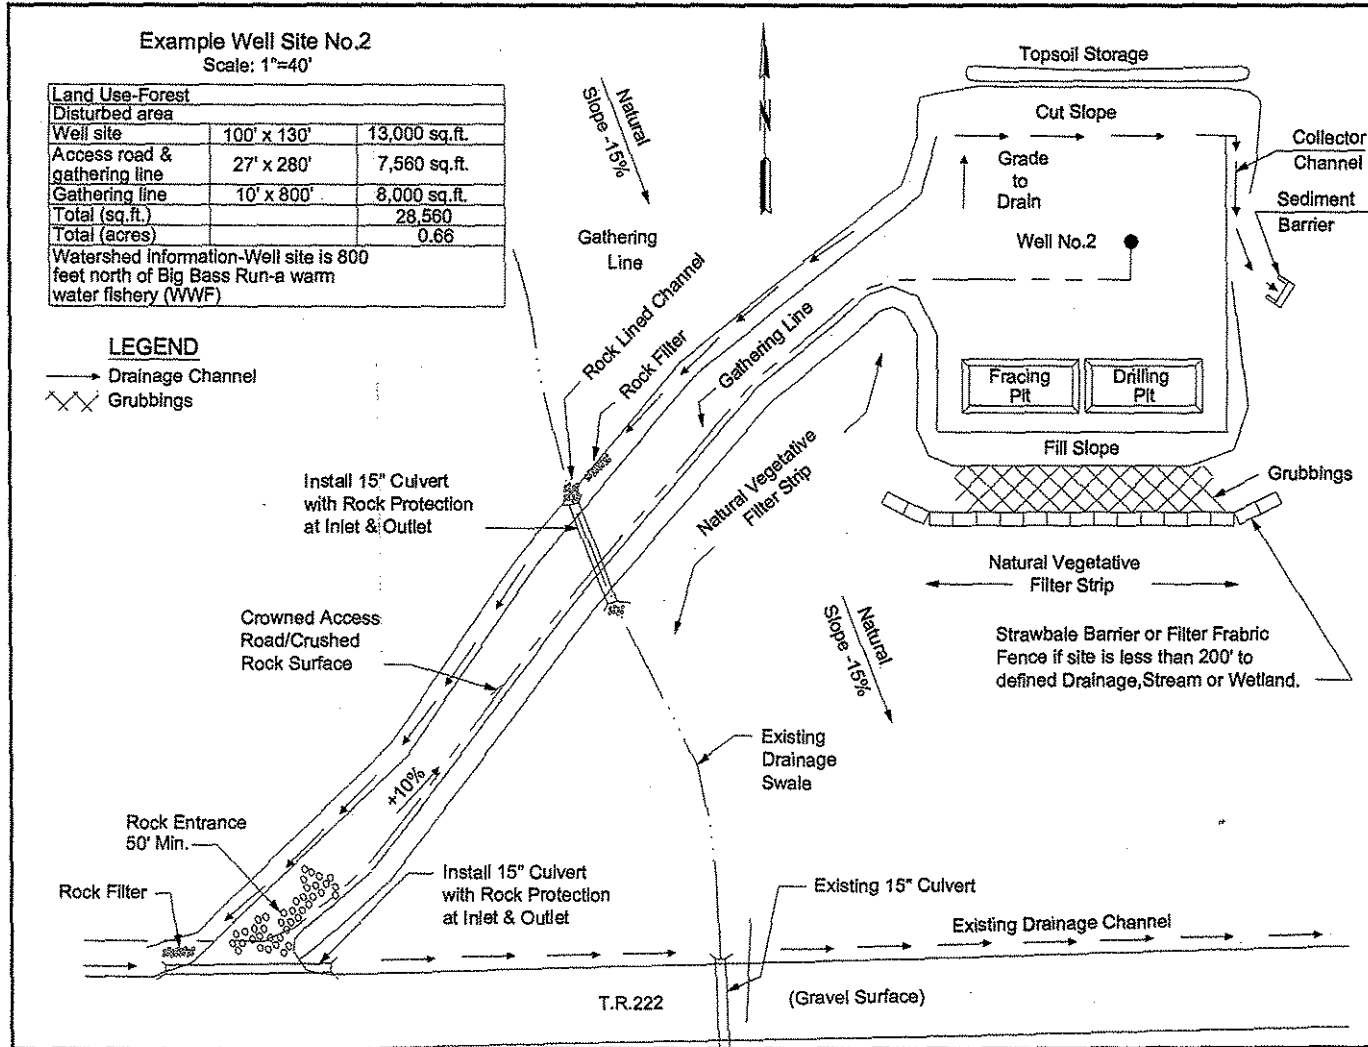 Example Well Site No.2
Scale: 1"=40'
Land Use-Forest
Disturbed area
Well site 100' x 130' 13,000 sq.ft.
Access road & gathering line 27' x 280' 7,560 sq.ft.
Gathering line 10' x 800' 8,000 sq.ft.
Total (sq.ft.) 28,560
Total (acres) 0.66
Watershed Information-Well site is 800
feet north of Big Bass Run-a warm
water fishery (WWF)
LEGEND
Drainage Channel
Grubbings
Natural
Slope -15%
N
Gathering
Line
Rock Lined Channel
Rock Filter
Gathering Line
Topsoil Storage
Cut Slope
Grade
to
Drain
Collector
Channel
Sediment
Barrier
Well No.2
Fracing
Pit
Drilling
Pit
Fill Slope
Grubbings
Natural Vegetative
Filter Strip
Natural Vegetative
Filter Strip
Install 15" Culvert
with Rock Protection
at Inlet & Outlet
Strawbale Barrier or Filter Frabric
Fence if site is less than 200' to
defined Drainage,Stream or Wetland.
Natural
Slope -15%
Crowned Access
Road/Crushed
Rock Surface
Existing
Drainage
Swale
+10%
Rock Entrance
50' Min.
Rock Filter
Install 15" Culvert
with Rock Protection
at Inlet & Outlet
Existing 15" Culvert
Existing Drainage Channel
T.R.222
(Gravel Surface)